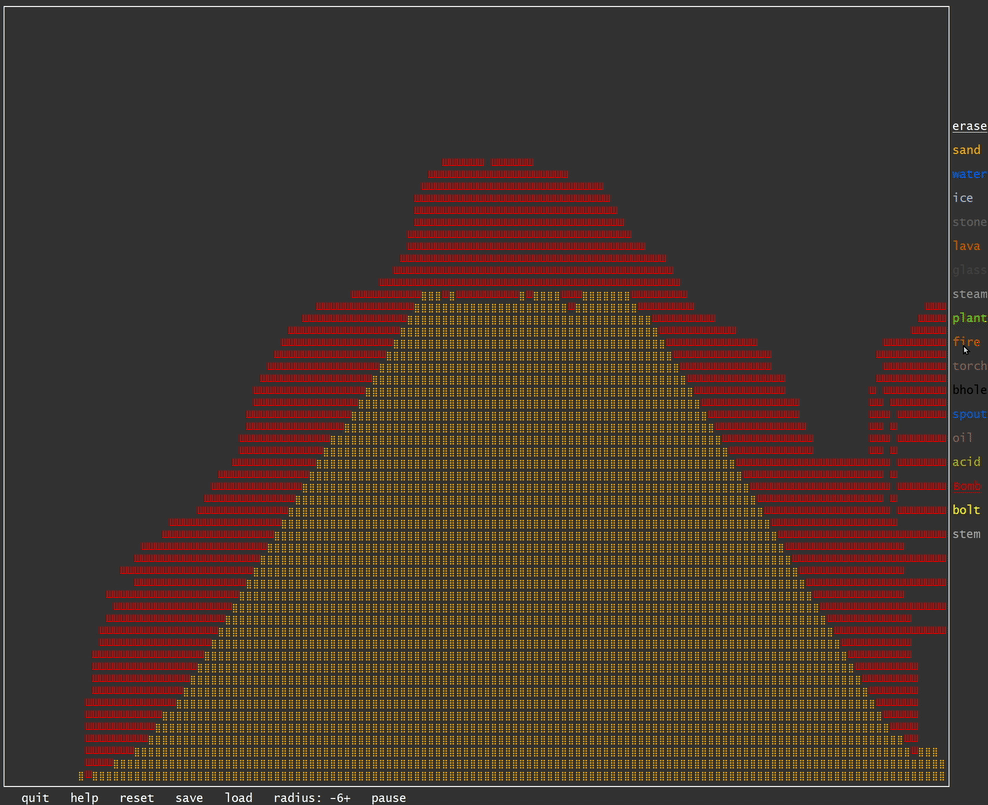 erase
sand
water
ice
stone
lava
glass
steam
plant
fire
torch
bhole
spout
oil
acid
Bomb
bolt
stem
quit help reset save load radius: -6+ pause